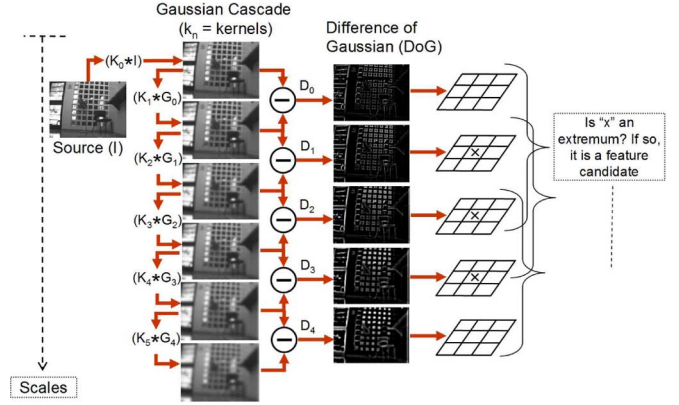 Gaussian Cascade
(kn = kernels)
Difference of
Gaussian (DoG)
(K0*I)
Source (I)
(K1*G0)
(K2*G1)
(K3*G2)
(K4*G3)
(K5*G4)
D0
D1
D2
D3
D4
×
×
×
Is “x” an
extremum? If so,
it is a feature
candidate
Scales